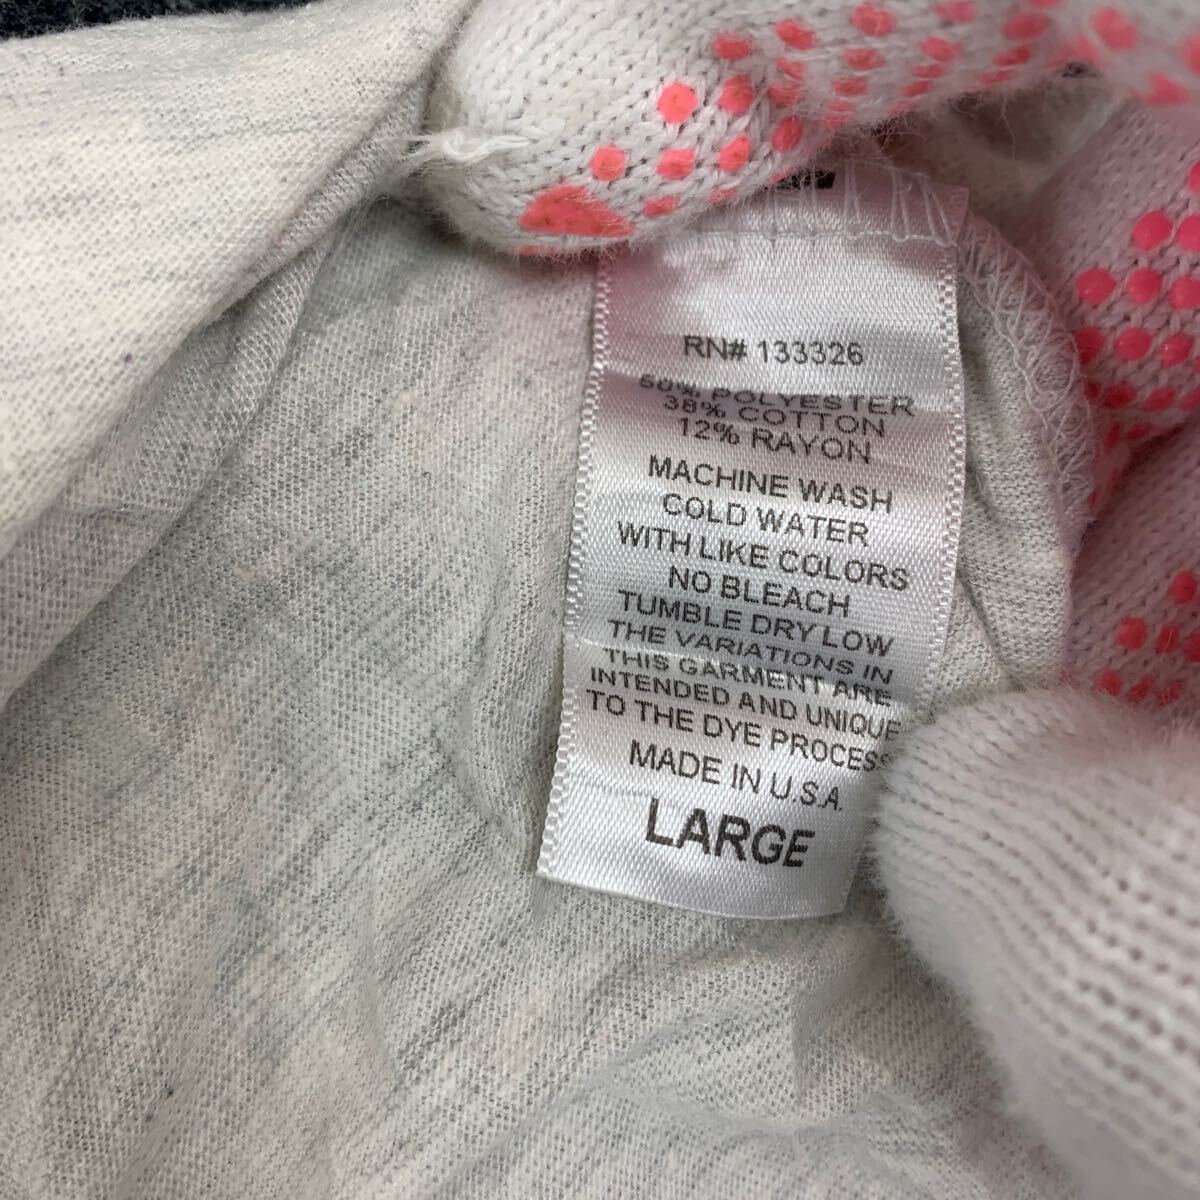 RN# 133326
POLYESTER
38% COTTON
12% RAYON
MACHINE WASH
COLD WATER
WITH LIKE COLORS
NO BLEACH
TUMBLE DRY LOW
THE VARIATIONS IN
THIS GARMENT ARE
INTENDED AND UNIQUE
TO THE DYE PROCESS
MADE IN U.S.A.
LARGE